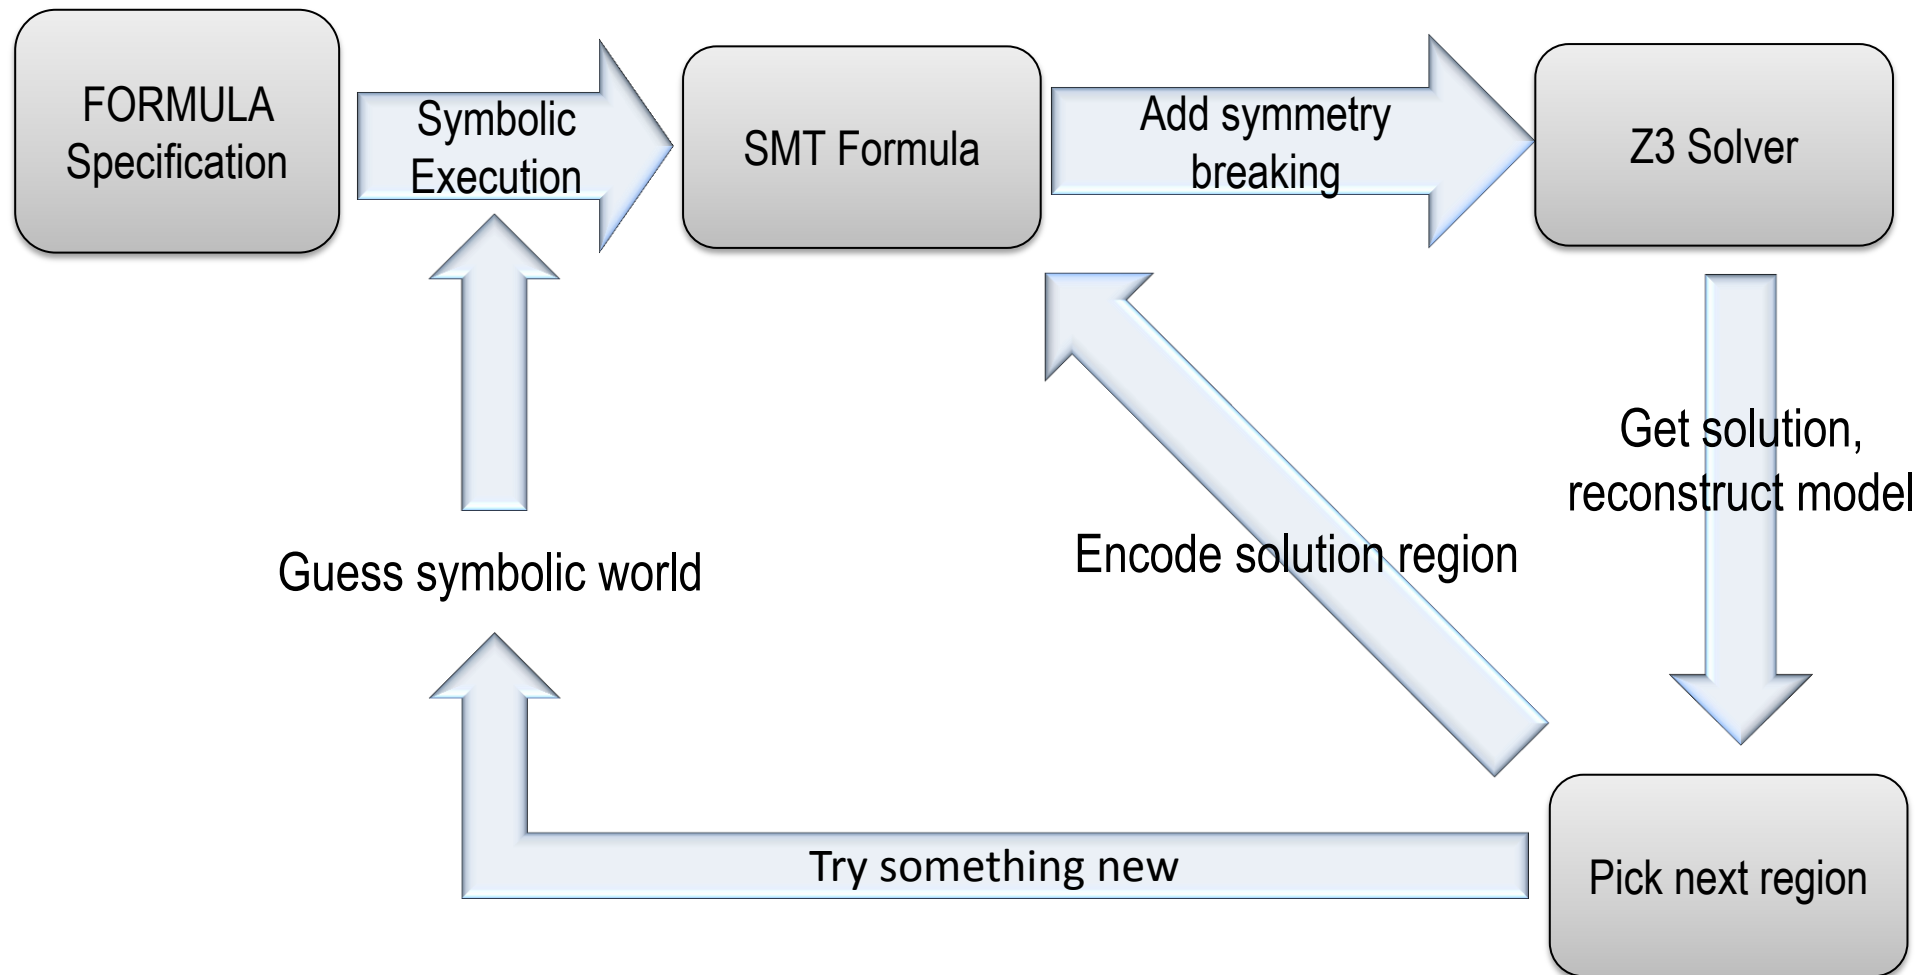 FORMULA
Specification
Symbolic
Execution
SMT Formula
Add symmetry
breaking
Z3 Solver
Get solution,
reconstruct model
Encode solution region
Guess symbolic world
Try something new
Pick next region